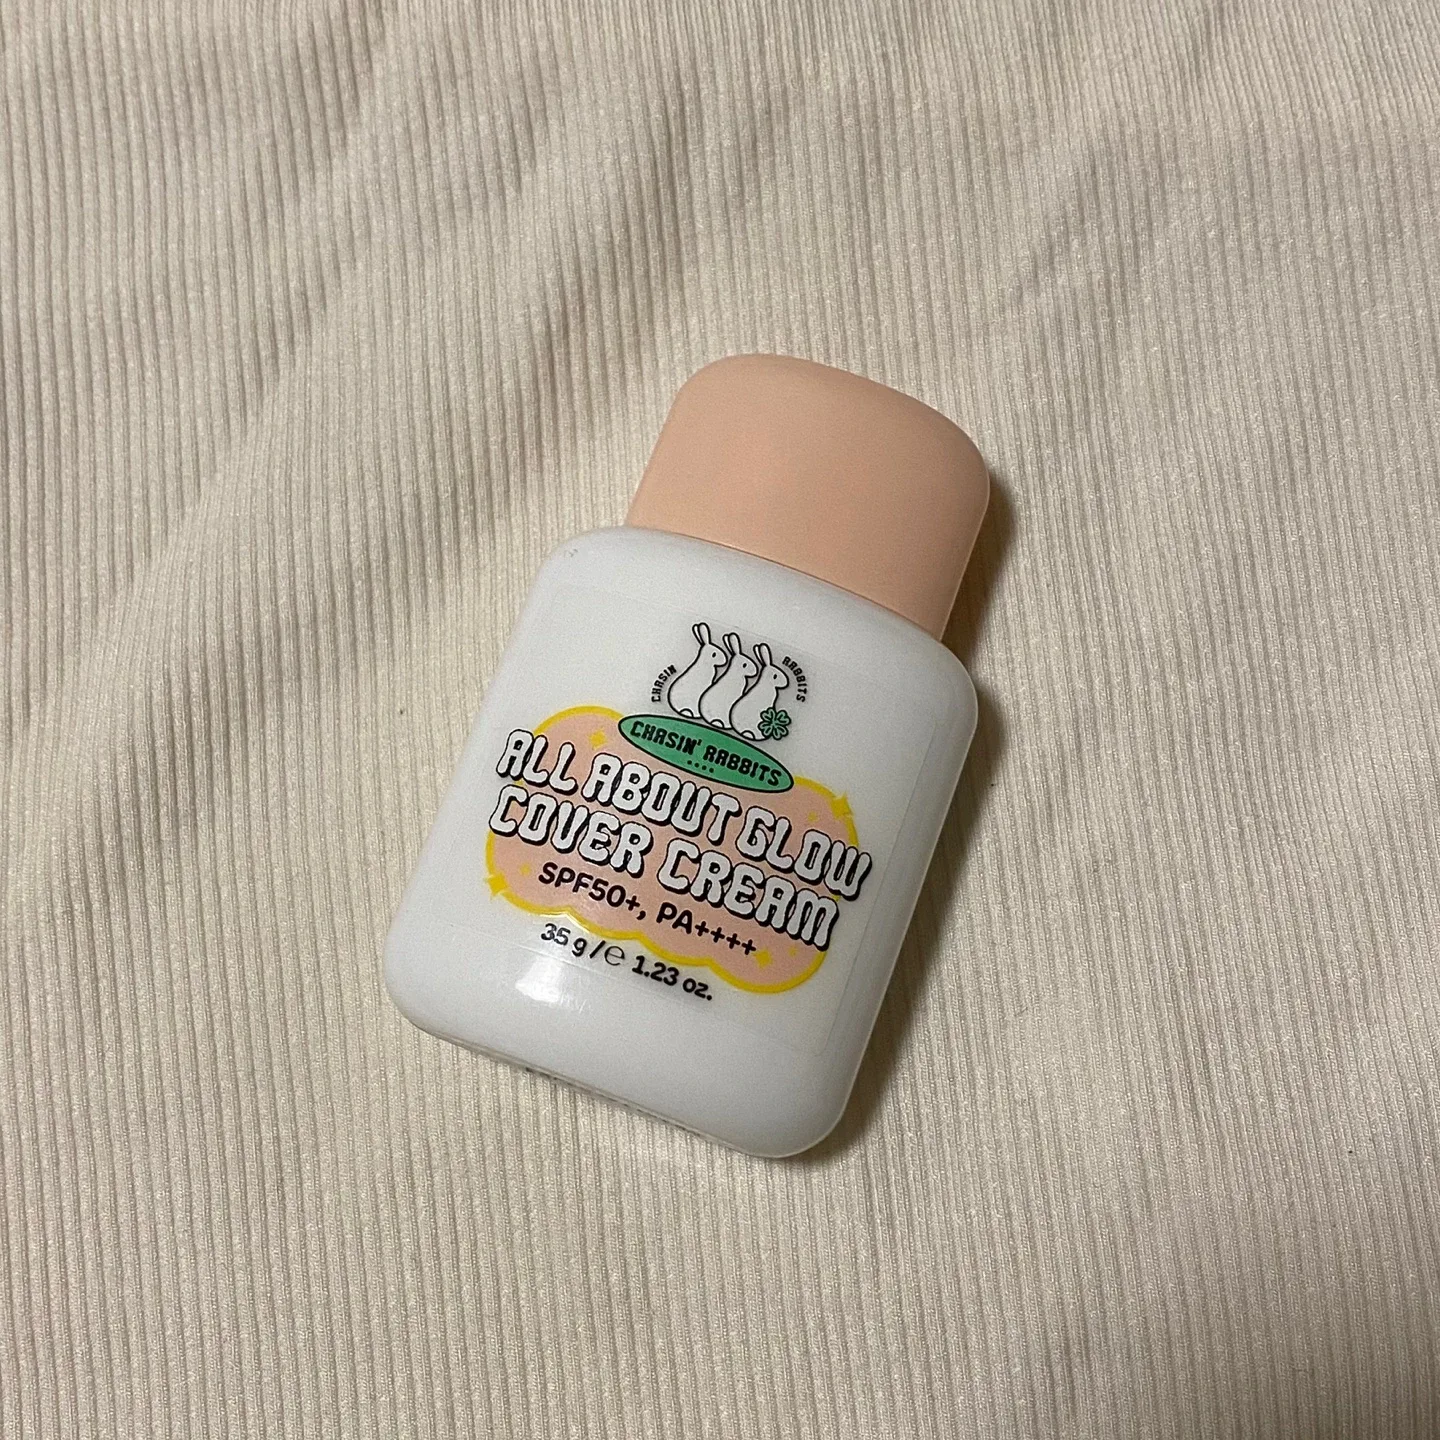 CHASIN RABBITS
CHASIN' RABBITS
ALL ABOUT GLOW
COVER CREAM
SPF50+, PA++++
35 g / ℮ 1.23 oz.